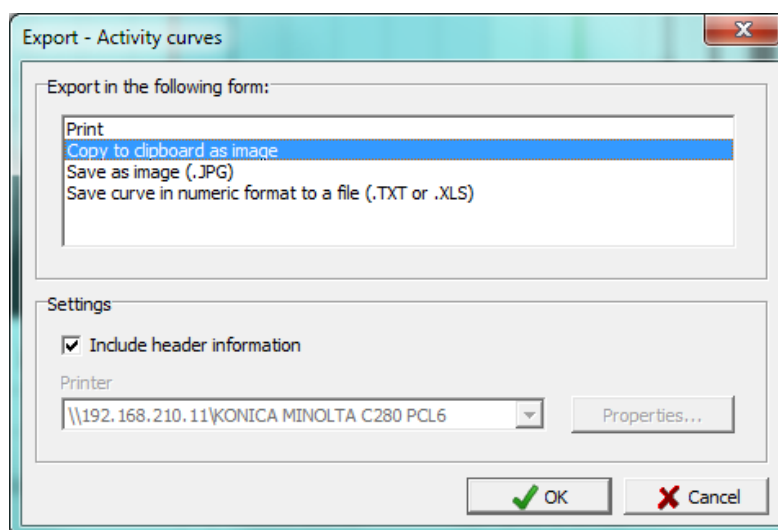 Export - Activity curves
Export in the following form:
Print
Copy to clipboard as image
Save as image (.JPG)
Save curve in numeric format to a file (.TXT or .XLS)
Settings
Include header information
Printer
\\192.168.210.11\KONICA MINOLTA C280 PCL6
Properties...
OK
Cancel